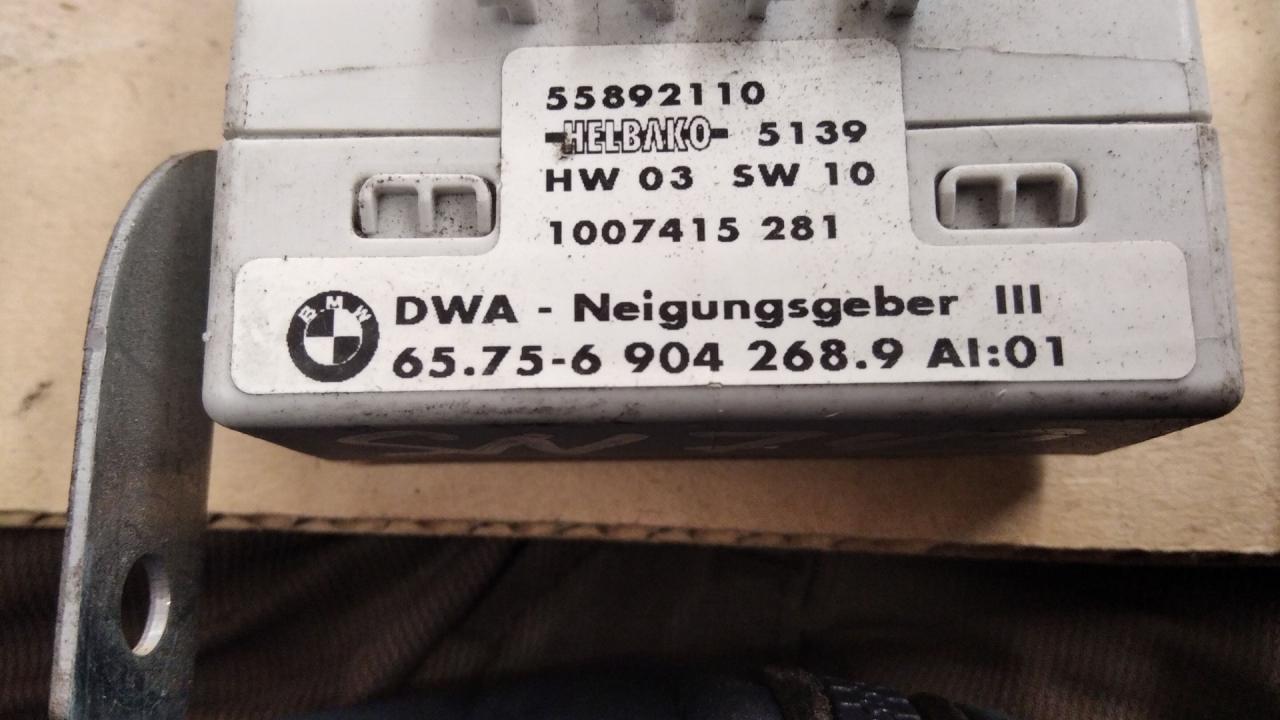 55892110
HELBAKO 5139
HW 03 SW 10
1007415 281
BMW
DWA - Neigungsgeber III
65.75-6 904 268.9 AI:01